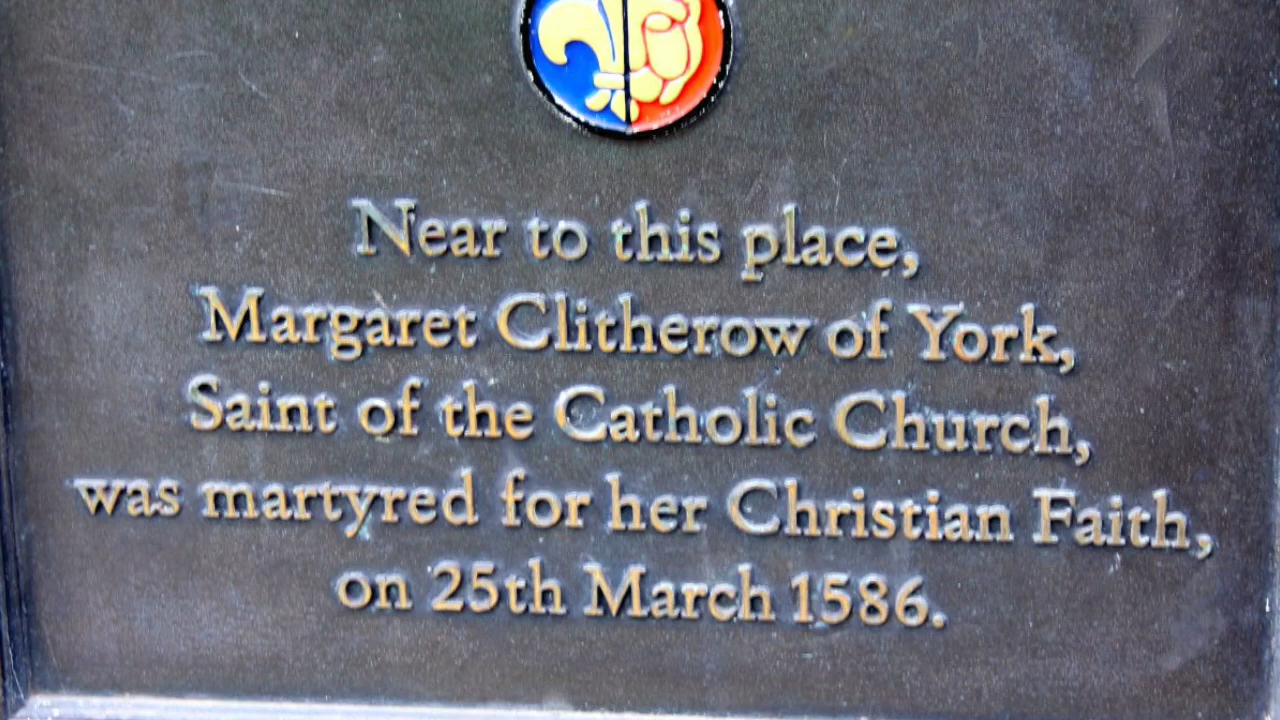 Near to this place,
Margaret Clitherow of York,
Saint of the Catholic Church,
was martyred for her Christian Faith,
on 25th March 1586.